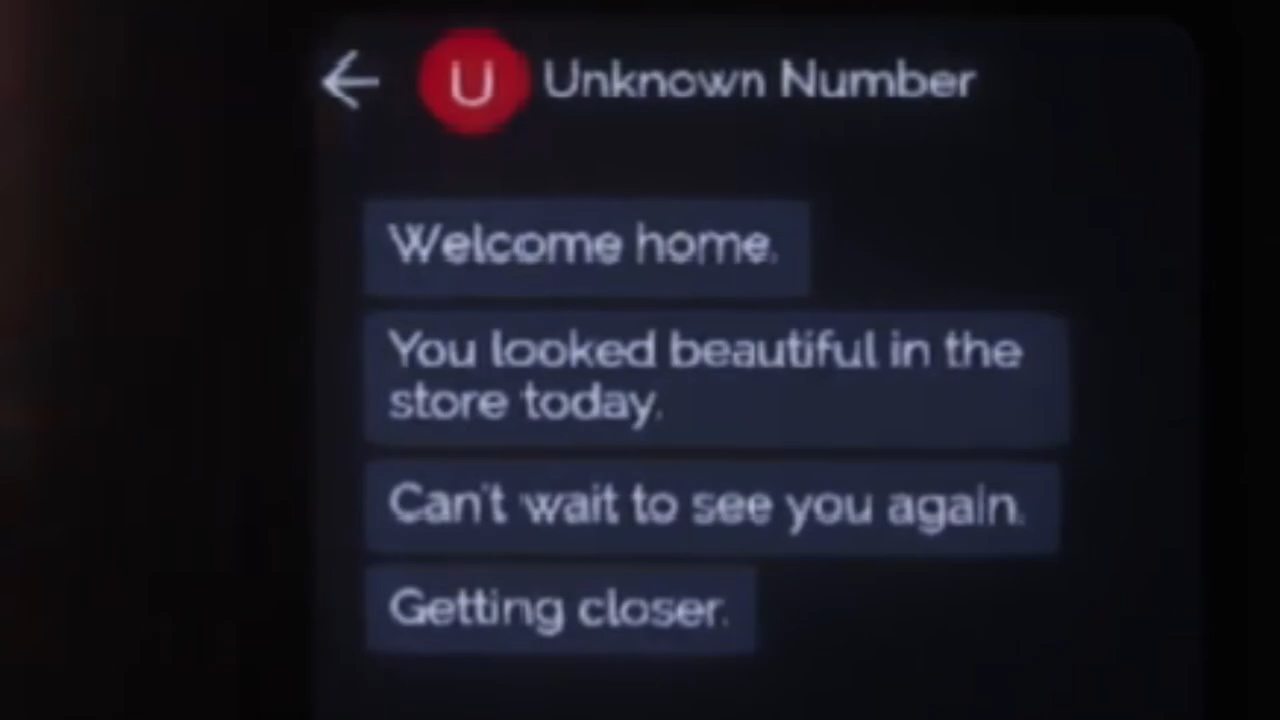 U Unknown Number
Welcome home.
You looked beautiful in the
store today.
Can't wait to see you again.
Getting closer.